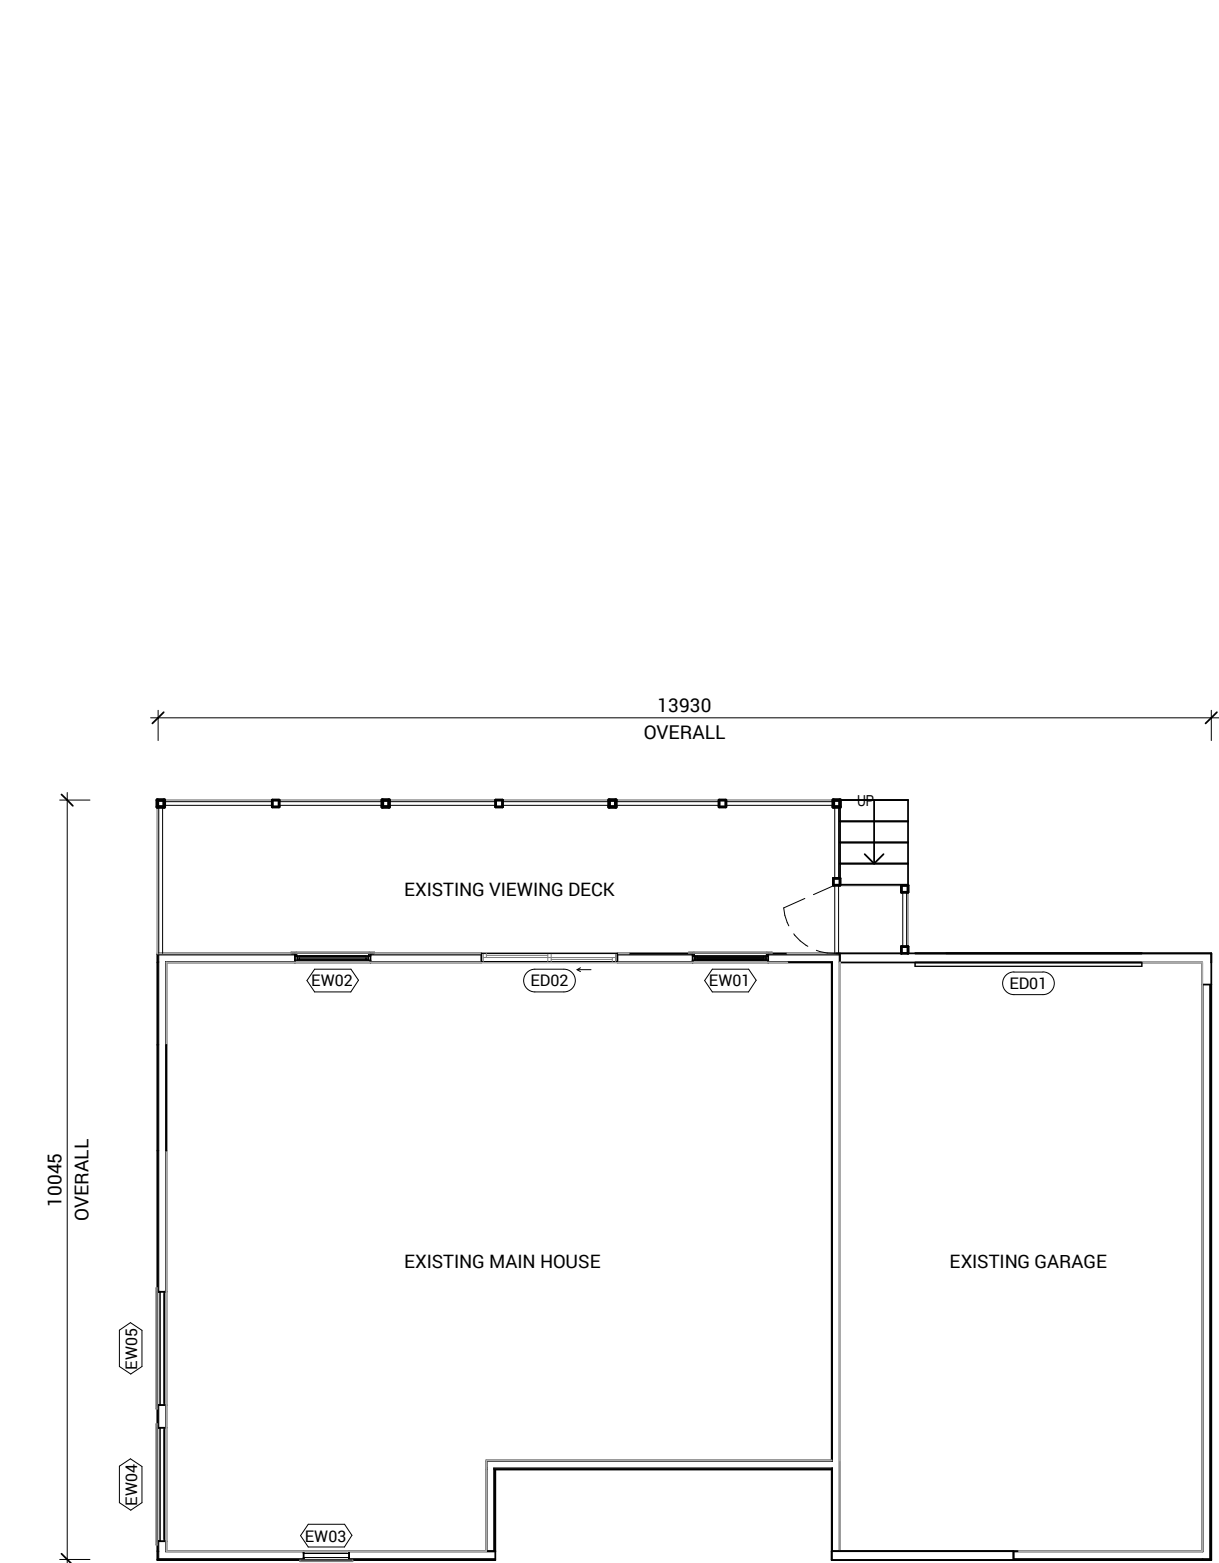 13930
OVERALL
UP
EXISTING VIEWING DECK
EW02
ED02
EW01
ED01
10045
OVERALL
EXISTING MAIN HOUSE
EXISTING GARAGE
EW05
EW04
EW03